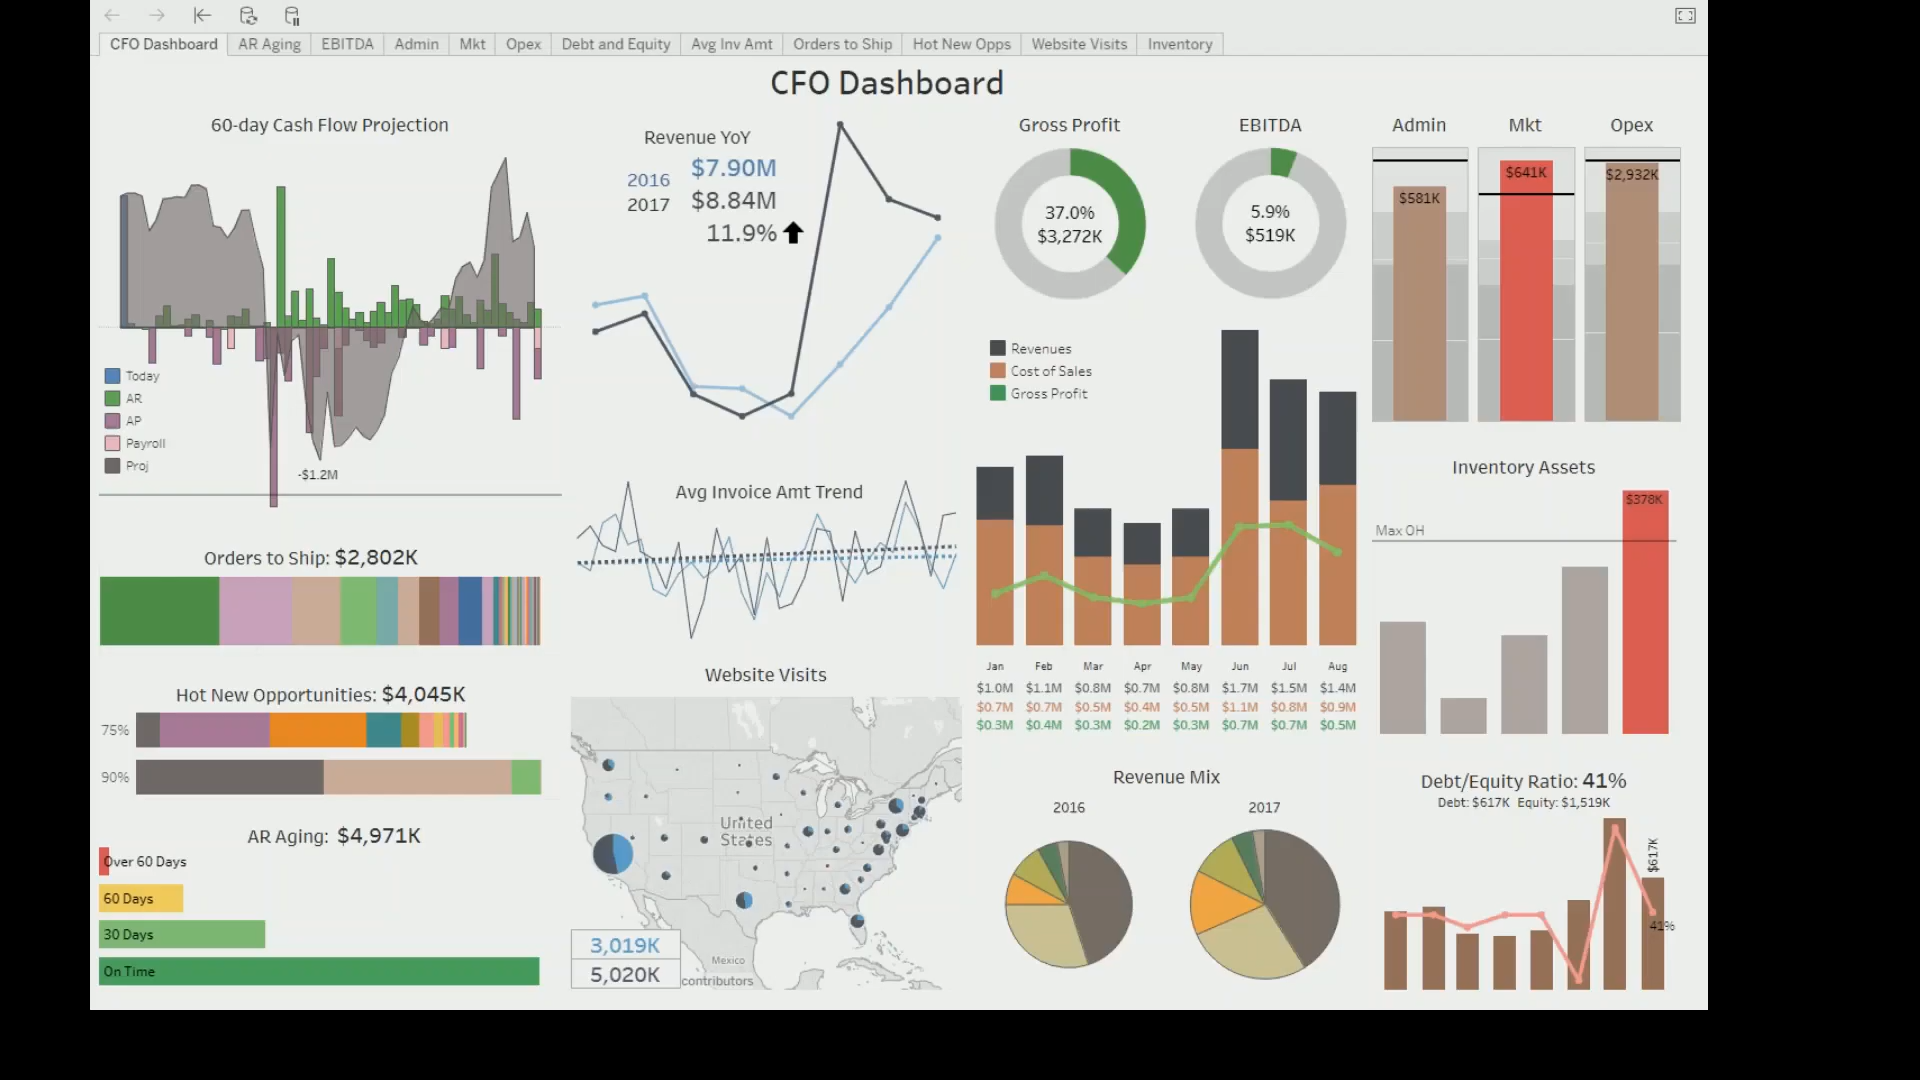 CFO Dashboard AR Aging EBITDA Admin Mkt Opex Debt and Equity Avg Inv Amt Orders to Ship Hot New Opps Website Visits Inventory
CFO Dashboard
60-day Cash Flow Projection
Today
AR
AP
Payroll
Proj
-$1.2M
Orders to Ship: $2,802K
Hot New Opportunities: $4,045K
75%
90%
AR Aging: $4,971K
Over 60 Days
60 Days
30 Days
On Time
Revenue YoY
2016 $7.90M
2017 $8.84M
11.9%
Avg Invoice Amt Trend
Website Visits
United
States
Mexico
contributors
3,019K
5,020K
Gross Profit
37.0%
$3,272K
EBITDA
5.9%
$519K
Revenues
Cost of Sales
Gross Profit
Jan Feb Mar Apr May Jun Jul Aug
$1.0M $1.1M $0.8M $0.7M $0.8M $1.7M $1.5M $1.4M
$0.7M $0.7M $0.5M $0.4M $0.5M $1.1M $0.8M $0.9M
$0.3M $0.4M $0.3M $0.2M $0.3M $0.7M $0.7M $0.5M
Revenue Mix
2016 2017
Admin Mkt Opex
$581K $641K $2,932K
Inventory Assets
$378K
Max OH
Debt/Equity Ratio: 41%
Debt: $617K Equity: $1,519K
$617K
41%